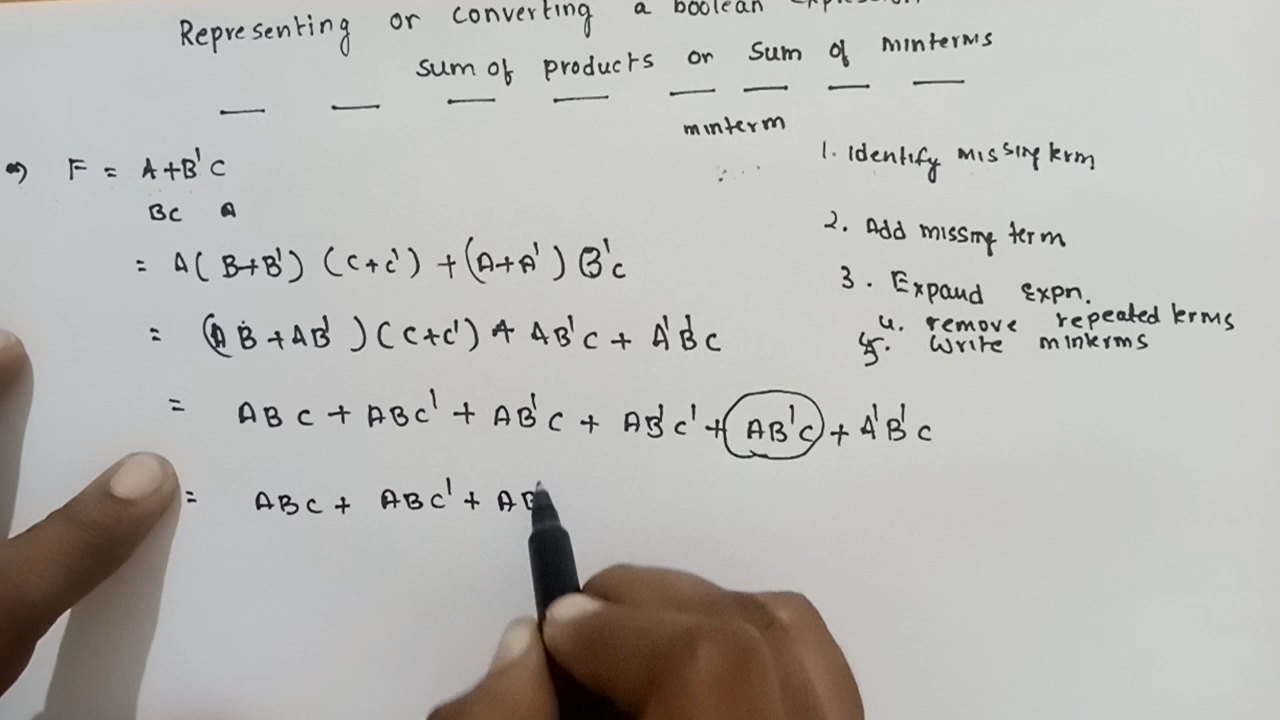 Representing or converting a boolean
sum of products or sum of minterms
minterm
F = A+B'C
BC A
= A(B+B') (C+C') + (A+A') B'C
= (AB+AB')(C+C') + AB'C + A'B'C
= ABC + ABC' + AB'C + AB'C' + AB'C + A'B'C
= ABC + ABC' + AB
1. Identify missing term
2. Add missing term
3. Expand expn.
4. remove repeated terms
5. Write minterms